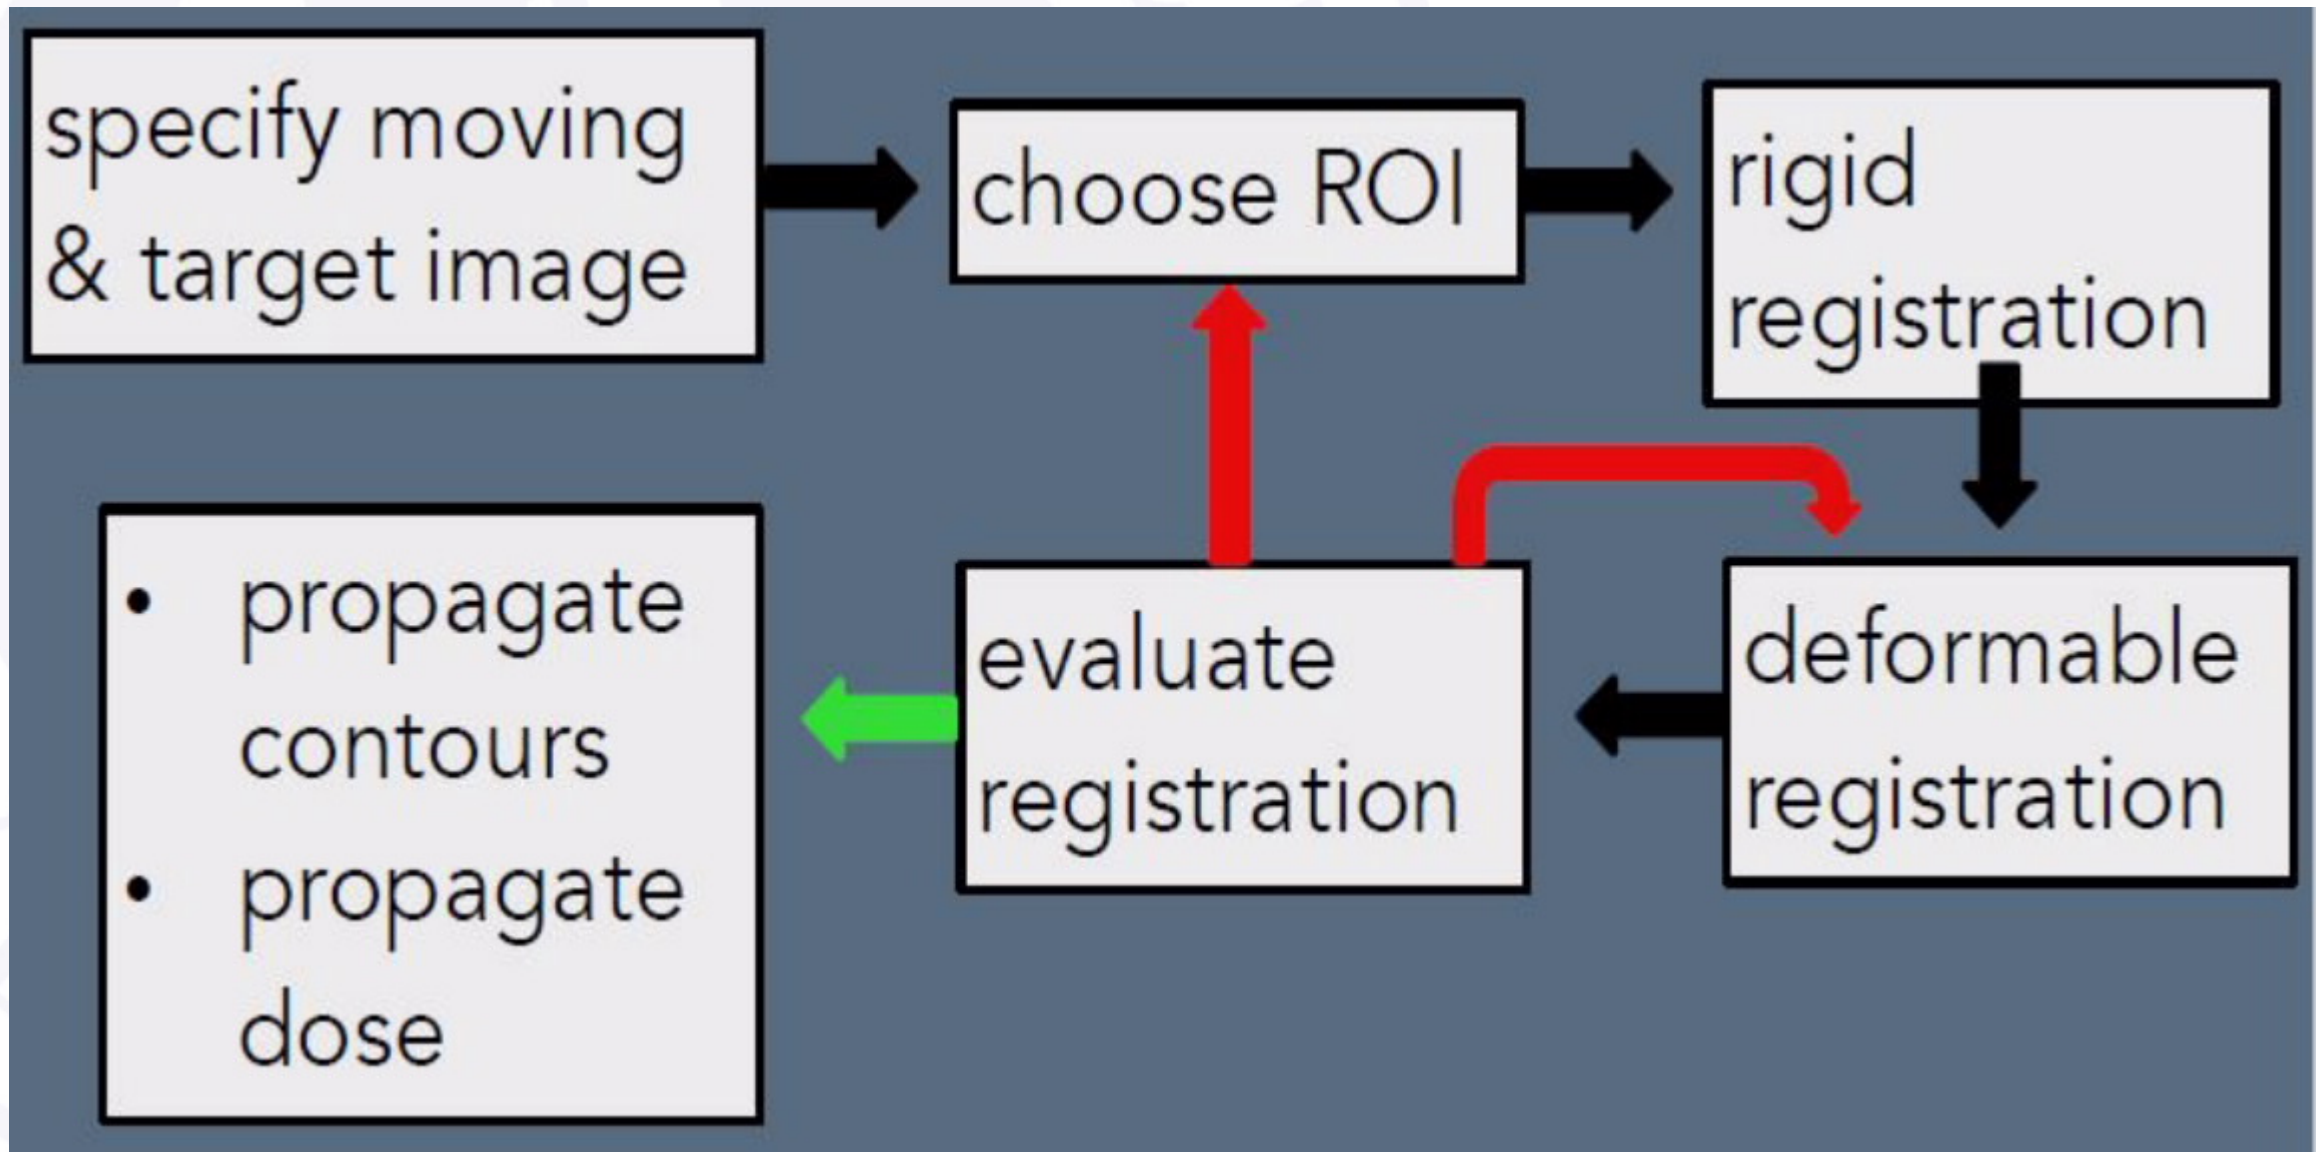 specify moving
& target image
choose ROI
rigid
registration
deformable
registration
evaluate
registration
• propagate
contours
• propagate
dose